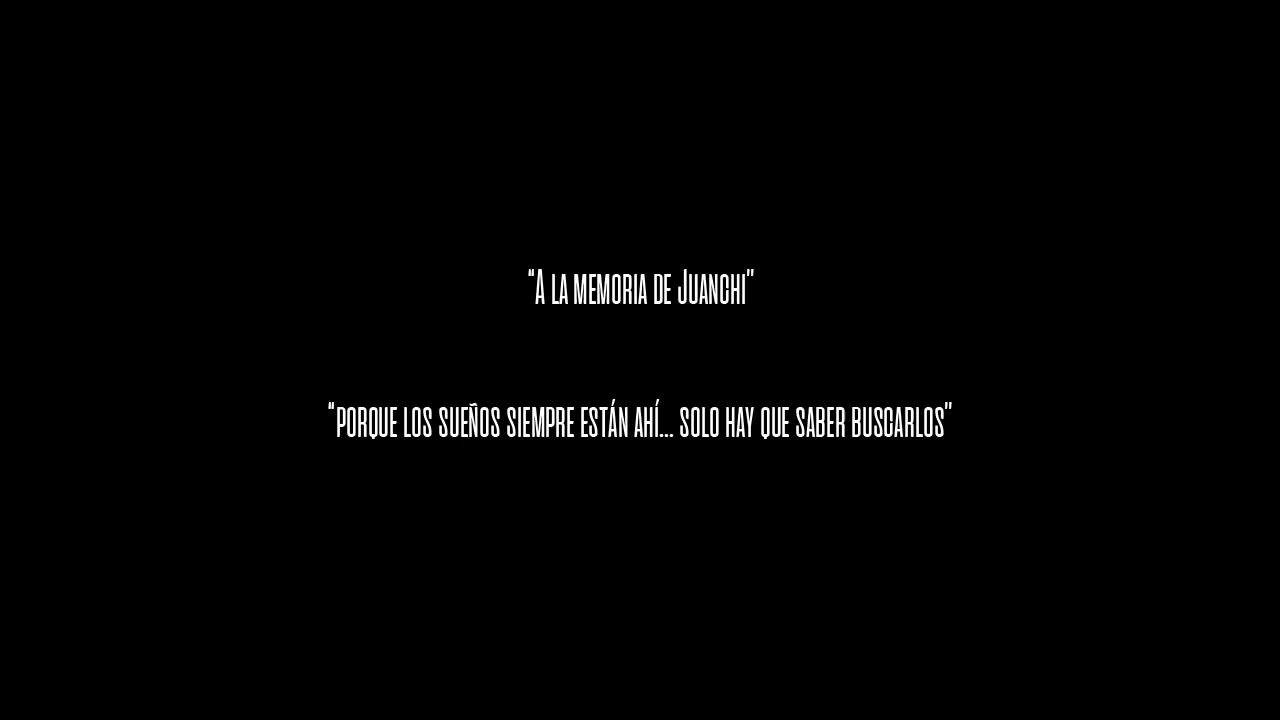 “A la memoria de Juanchi”
“porque los sueños siempre están ahí... solo hay que saber buscarlos”